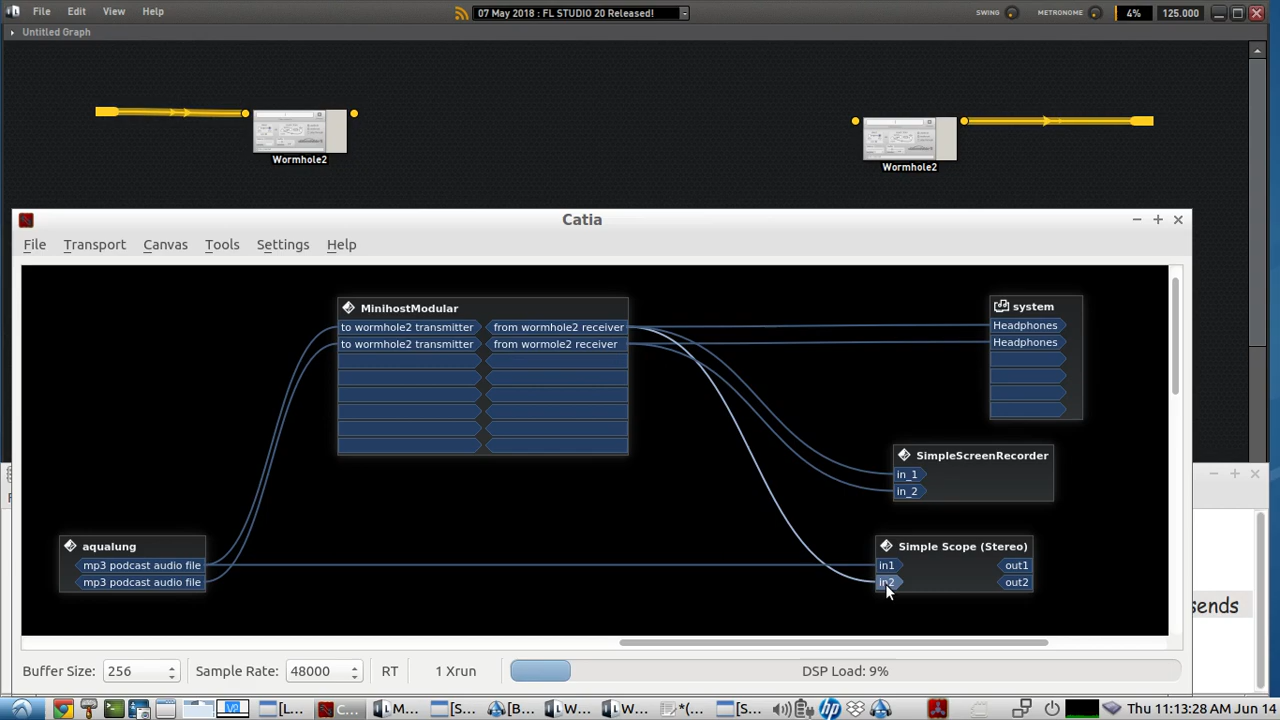 File Edit View Help
07 May 2018 : FL STUDIO 20 Released!
SWING METRONOME 4% 125.000
Untitled Graph
Wormhole2
Wormhole2
Catia
File Transport Canvas Tools Settings Help
MinihostModular
to wormhole2 transmitter from wormhole2 receiver
to wormhole2 transmitter from wormole2 receiver
system
Headphones
Headphones
SimpleScreenRecorder
in_1
in_2
aqualung
mp3 podcast audio file
mp3 podcast audio file
Simple Scope (Stereo)
in1 out1
in2 out2
sends
Buffer Size: 256 Sample Rate: 48000 RT 1 Xrun DSP Load: 9%
[L... C... M... [S... [B... W... W... *(... [S... Thu 11:13:28 AM Jun 14